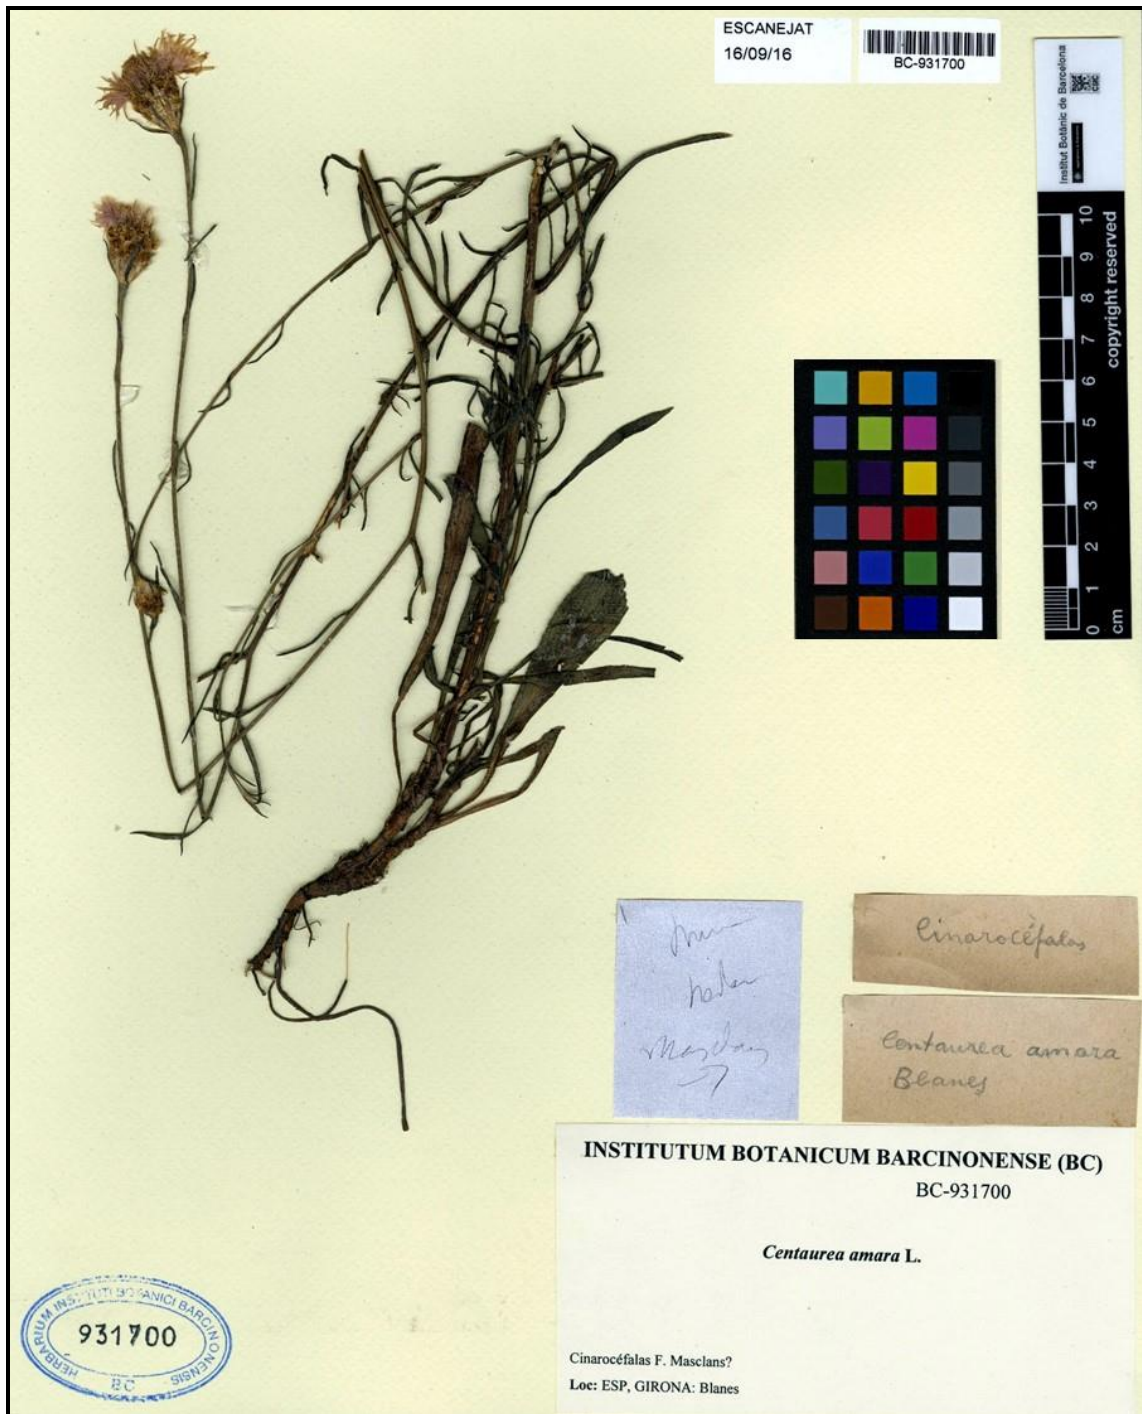 ESCANEJAT
16/09/16
BC-931700
Institut Botànic de Barcelona
copyright reserved
10
9
8
7
6
5
4
3
2
1
0
cm
Cinarocéfalas
Centaurea amara
Blanes
INSTITUTUM BOTANICUM BARCINONENSE (BC)
BC-931700
Centaurea amara L.
Cinarocéfalas F. Masclans?
Loc: ESP, GIRONA: Blanes
HERBARIUM INSTITUTI BOTANICI BARCINONENSIS
931700
BC